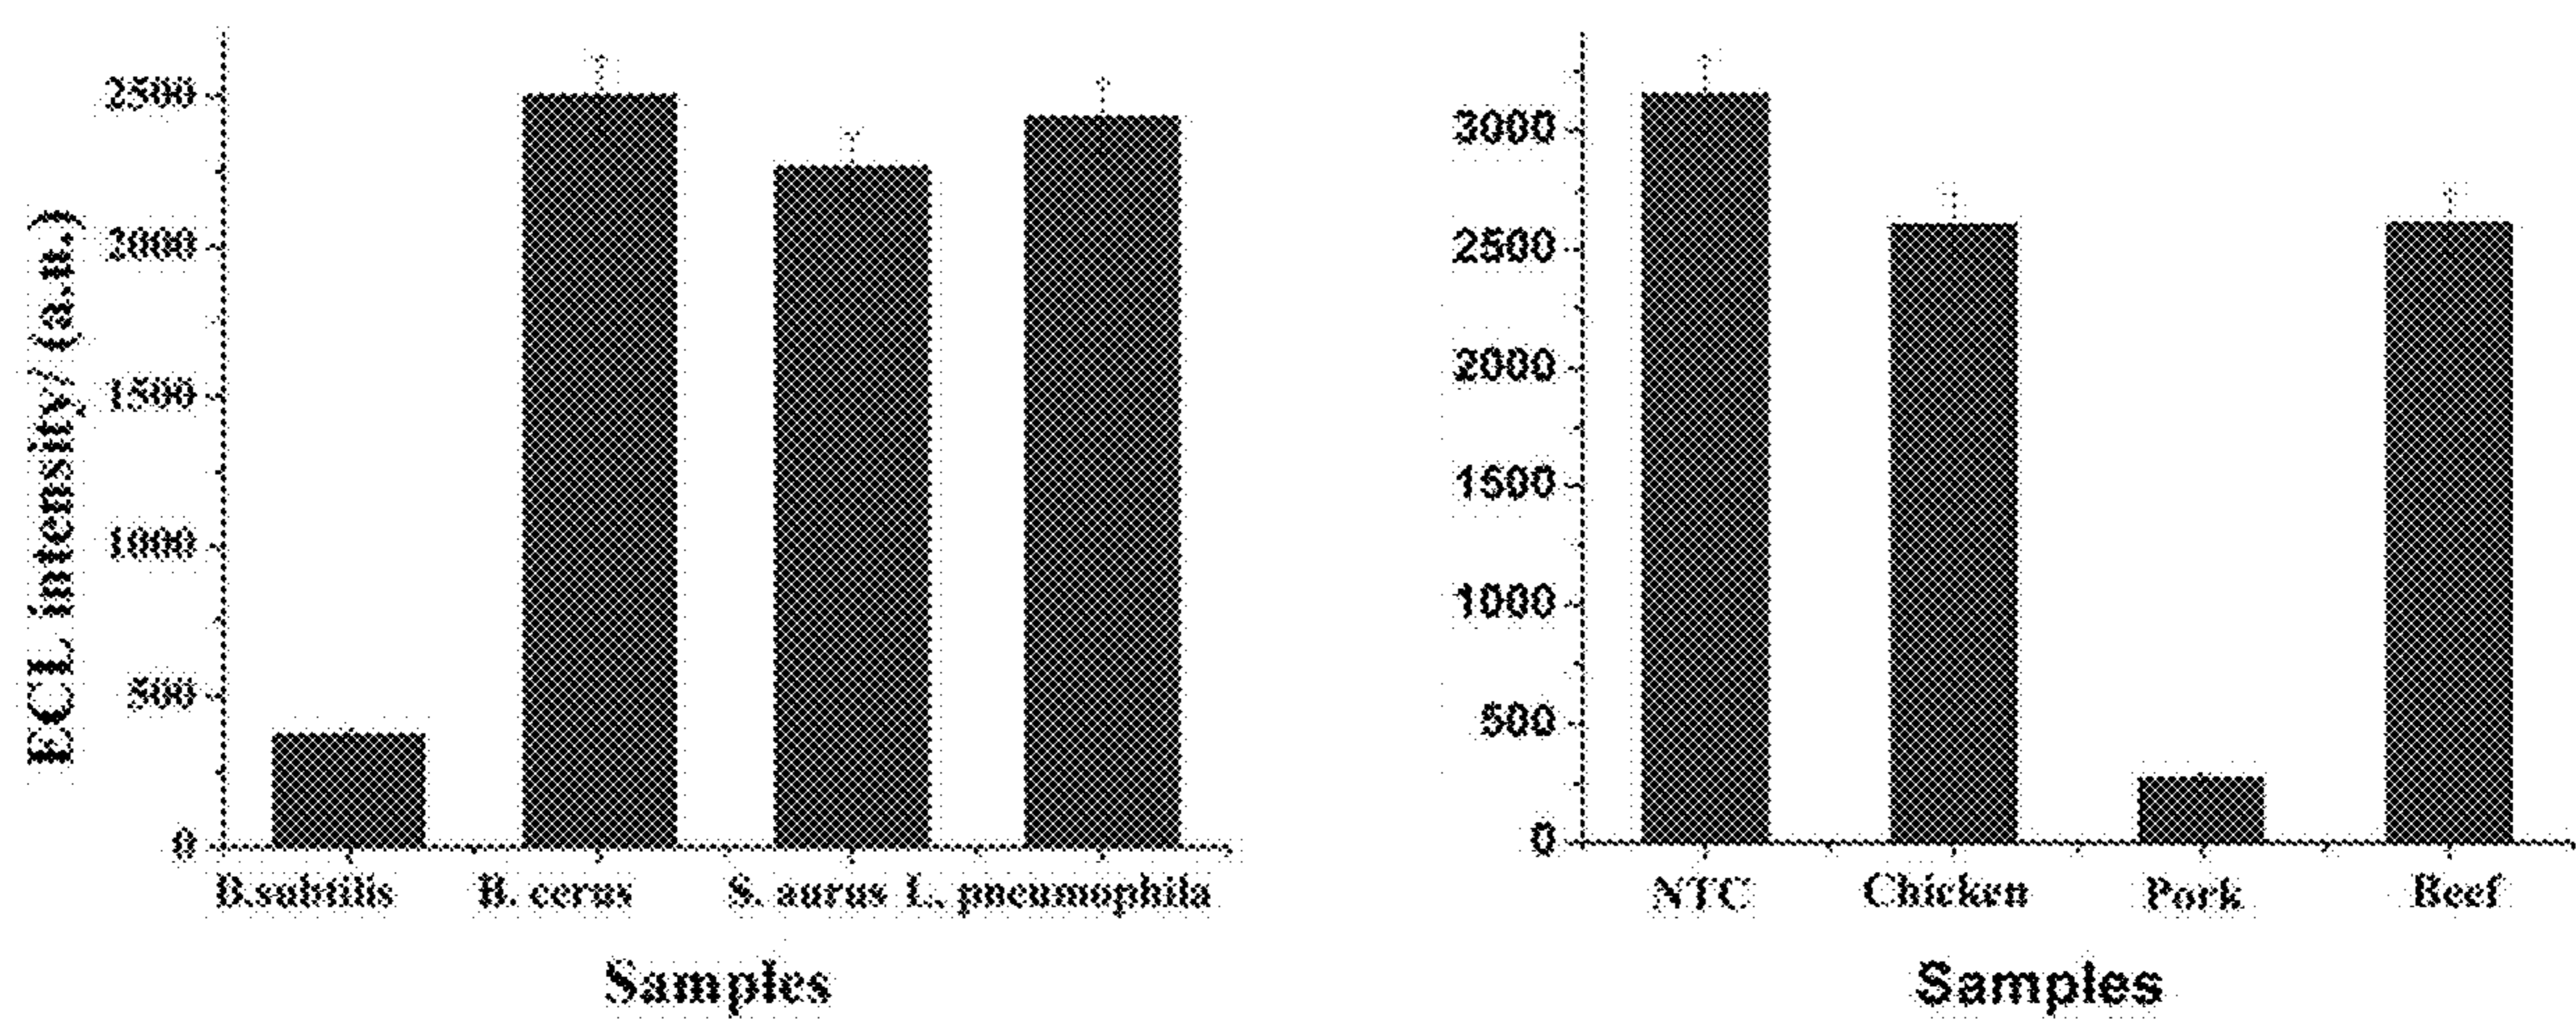 ECL intensity/(a.u.)
2500
2000
1500
1000
500
0
B.subtilis B. cerus S. aurus L. pneumophila
Samples
3000
2500
2000
1500
1000
500
0
NTC Chicken Pork Beef
Samples